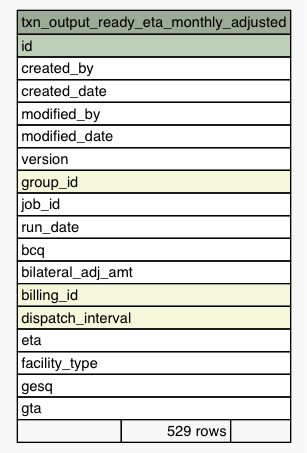 txn_output_ready_eta_monthly_adjusted
id
created_by
created_date
modified_by
modified_date
version
group_id
job_id
run_date
bcq
bilateral_adj_amt
billing_id
dispatch_interval
eta
facility_type
gesq
gta
529 rows